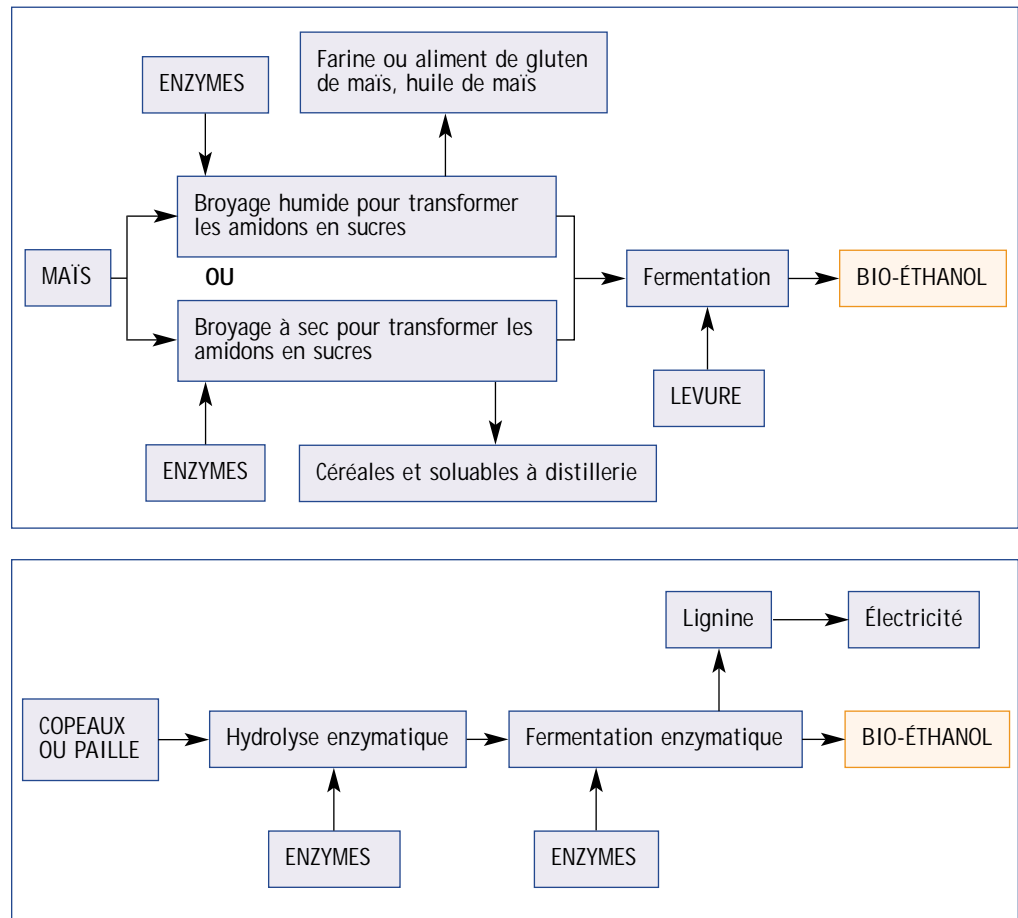 ENZYMES
Farine ou aliment de gluten
de maïs, huile de maïs
Broyage humide pour transformer
les amidons en sucres
MAÏS
OU
Fermentation
BIO-ÉTHANOL
Broyage à sec pour transformer les
amidons en sucres
LEVURE
ENZYMES
Céréales et soluables à distillerie
Lignine
Électricité
COPEAUX
OU PAILLE
Hydrolyse enzymatique
Fermentation enzymatique
BIO-ÉTHANOL
ENZYMES
ENZYMES